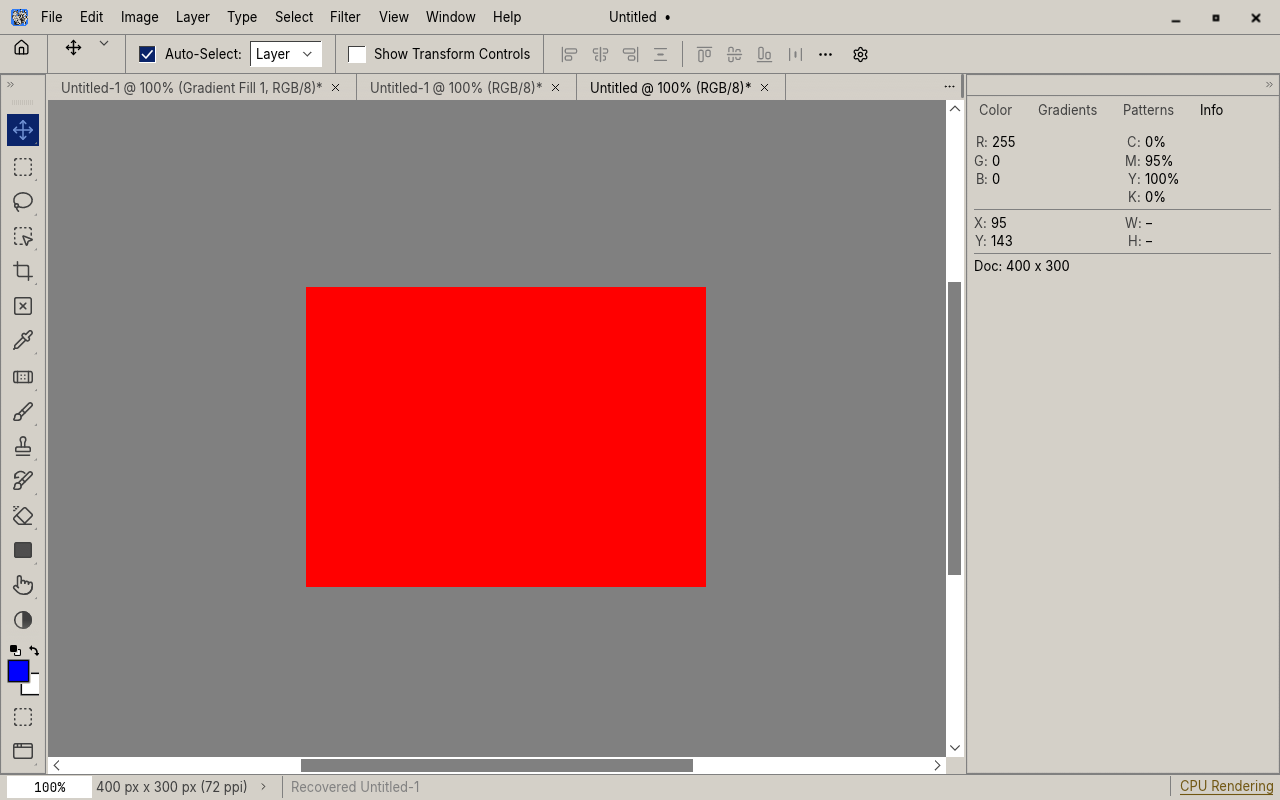 File Edit Image Layer Type Select Filter View Window Help Untitled •
Auto-Select: Layer Show Transform Controls
Untitled-1 @ 100% (Gradient Fill 1, RGB/8)* Untitled-1 @ 100% (RGB/8)* Untitled @ 100% (RGB/8)*
Color Gradients Patterns Info
R: 255 C: 0%
G: 0 M: 95%
B: 0 Y: 100%
K: 0%
X: 95 W: –
Y: 143 H: –
Doc: 400 x 300
100% 400 px x 300 px (72 ppi) Recovered Untitled-1 CPU Rendering